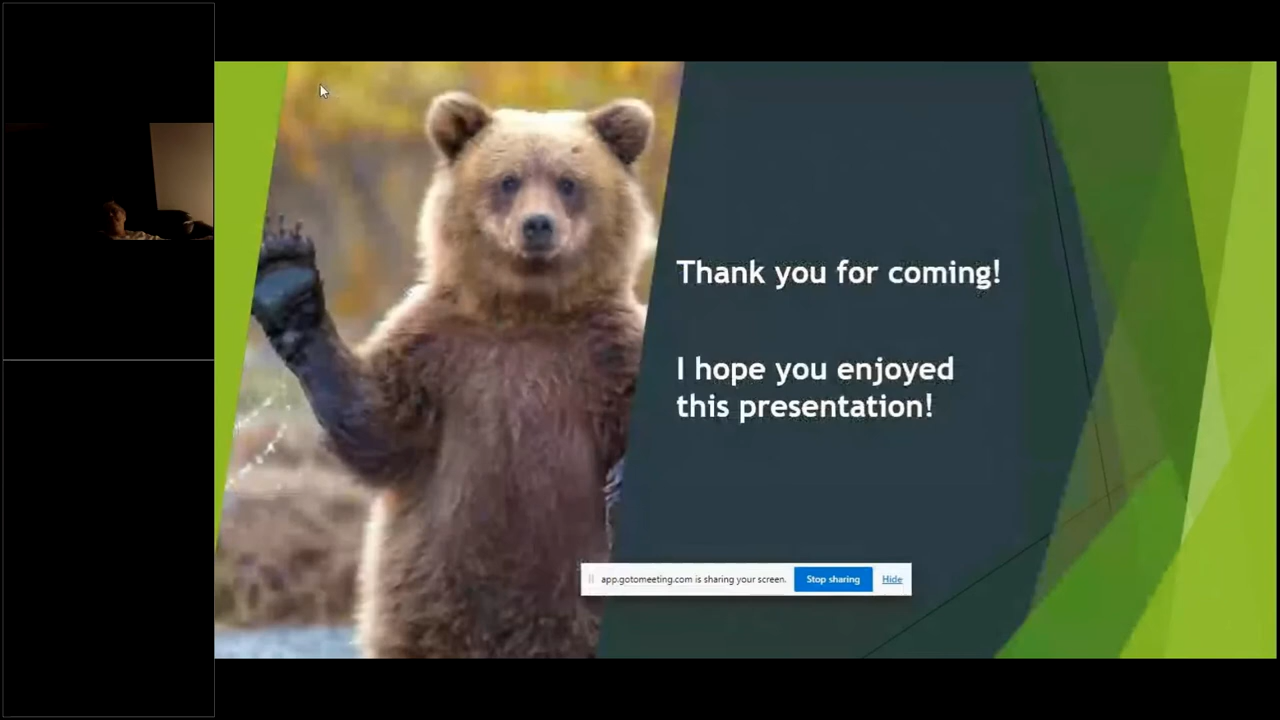 Thank you for coming!
I hope you enjoyed
this presentation!
app.gotomeeting.com is sharing your screen.
Stop sharing
Hide